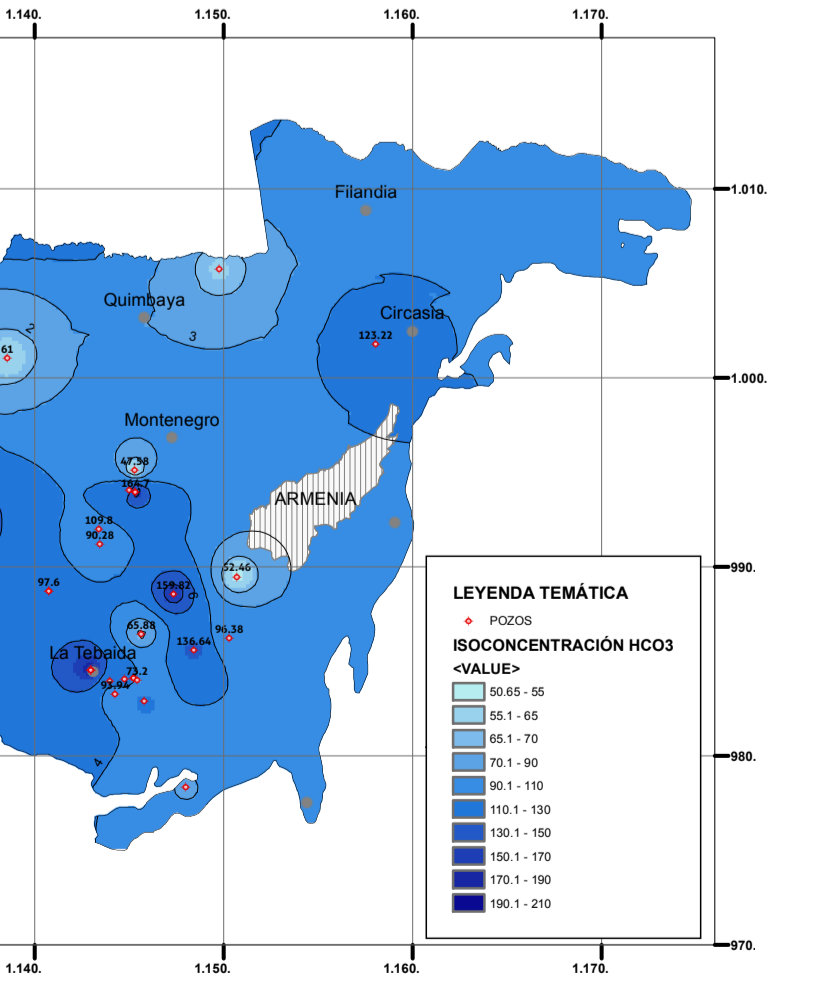 1.140. 1.150. 1.160. 1.170.
Filandia
1.010.
Quimbaya
Circasia
2
3
123.22
61
1.000.
Montenegro
47.58
164.7
ARMENIA
109.8
90.28
52.46
990.
97.6
159.82
6
65.88
96.38
136.64
La Tebaida
73.2
93.94
4
980.
LEYENDA TEMÁTICA
POZOS
ISOCONCENTRACIÓN HCO3
<VALUE>
50.65 - 55
55.1 - 65
65.1 - 70
70.1 - 90
90.1 - 110
110.1 - 130
130.1 - 150
150.1 - 170
170.1 - 190
190.1 - 210
970.
1.140. 1.150. 1.160. 1.170.